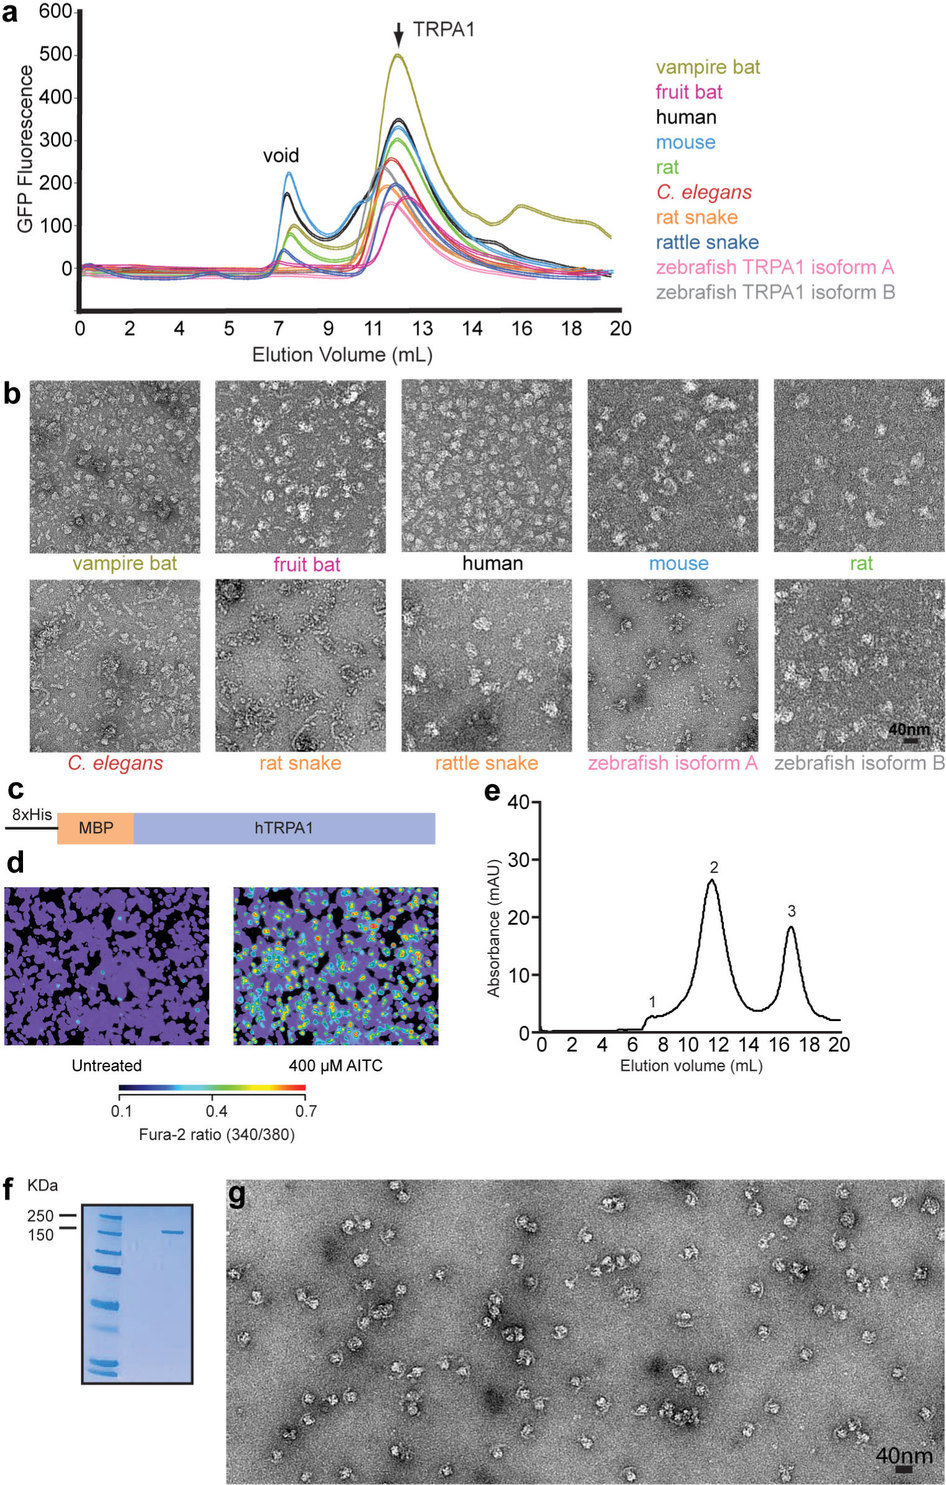 a
600
500
400
300
200
100
0
GFP Fluorescence
TRPA1
void
0 2 4 5 7 9 11 13 14 16 18 20
Elution Volume (mL)
vampire bat
fruit bat
human
mouse
rat
C. elegans
rat snake
rattle snake
zebrafish TRPA1 isoform A
zebrafish TRPA1 isoform B
b
vampire bat fruit bat human mouse rat
40nm
C. elegans rat snake rattle snake zebrafish isoform A zebrafish isoform B
c
8xHis MBP hTRPA1
d
Untreated 400 µM AITC
0.1 0.4 0.7
Fura-2 ratio (340/380)
e
40
30
20
10
0
Absorbance (mAU)
1 2 3
0 2 4 6 8 10 12 14 16 18 20
Elution volume (mL)
f
KDa
250
150
g
40nm